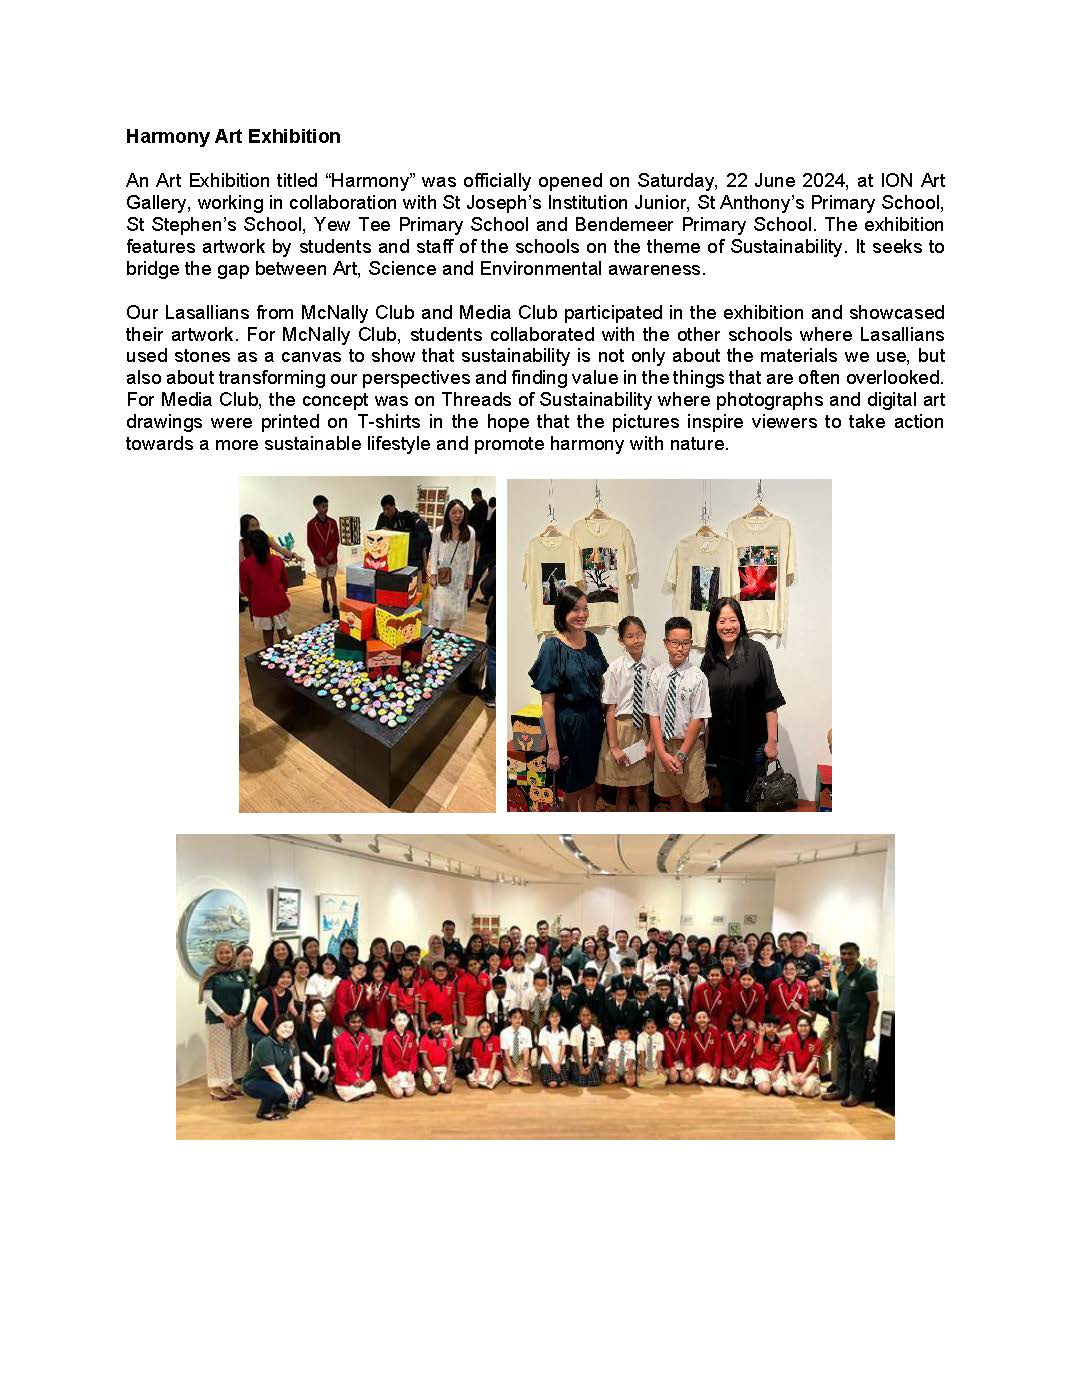 Harmony Art Exhibition
An Art Exhibition titled “Harmony” was officially opened on Saturday, 22 June 2024, at ION Art
Gallery, working in collaboration with St Joseph’s Institution Junior, St Anthony’s Primary School,
St Stephen’s School, Yew Tee Primary School and Bendemeer Primary School. The exhibition
features artwork by students and staff of the schools on the theme of Sustainability. It seeks to
bridge the gap between Art, Science and Environmental awareness.
Our Lasallians from McNally Club and Media Club participated in the exhibition and showcased
their artwork. For McNally Club, students collaborated with the other schools where Lasallians
used stones as a canvas to show that sustainability is not only about the materials we use, but
also about transforming our perspectives and finding value in the things that are often overlooked.
For Media Club, the concept was on Threads of Sustainability where photographs and digital art
drawings were printed on T-shirts in the hope that the pictures inspire viewers to take action
towards a more sustainable lifestyle and promote harmony with nature.